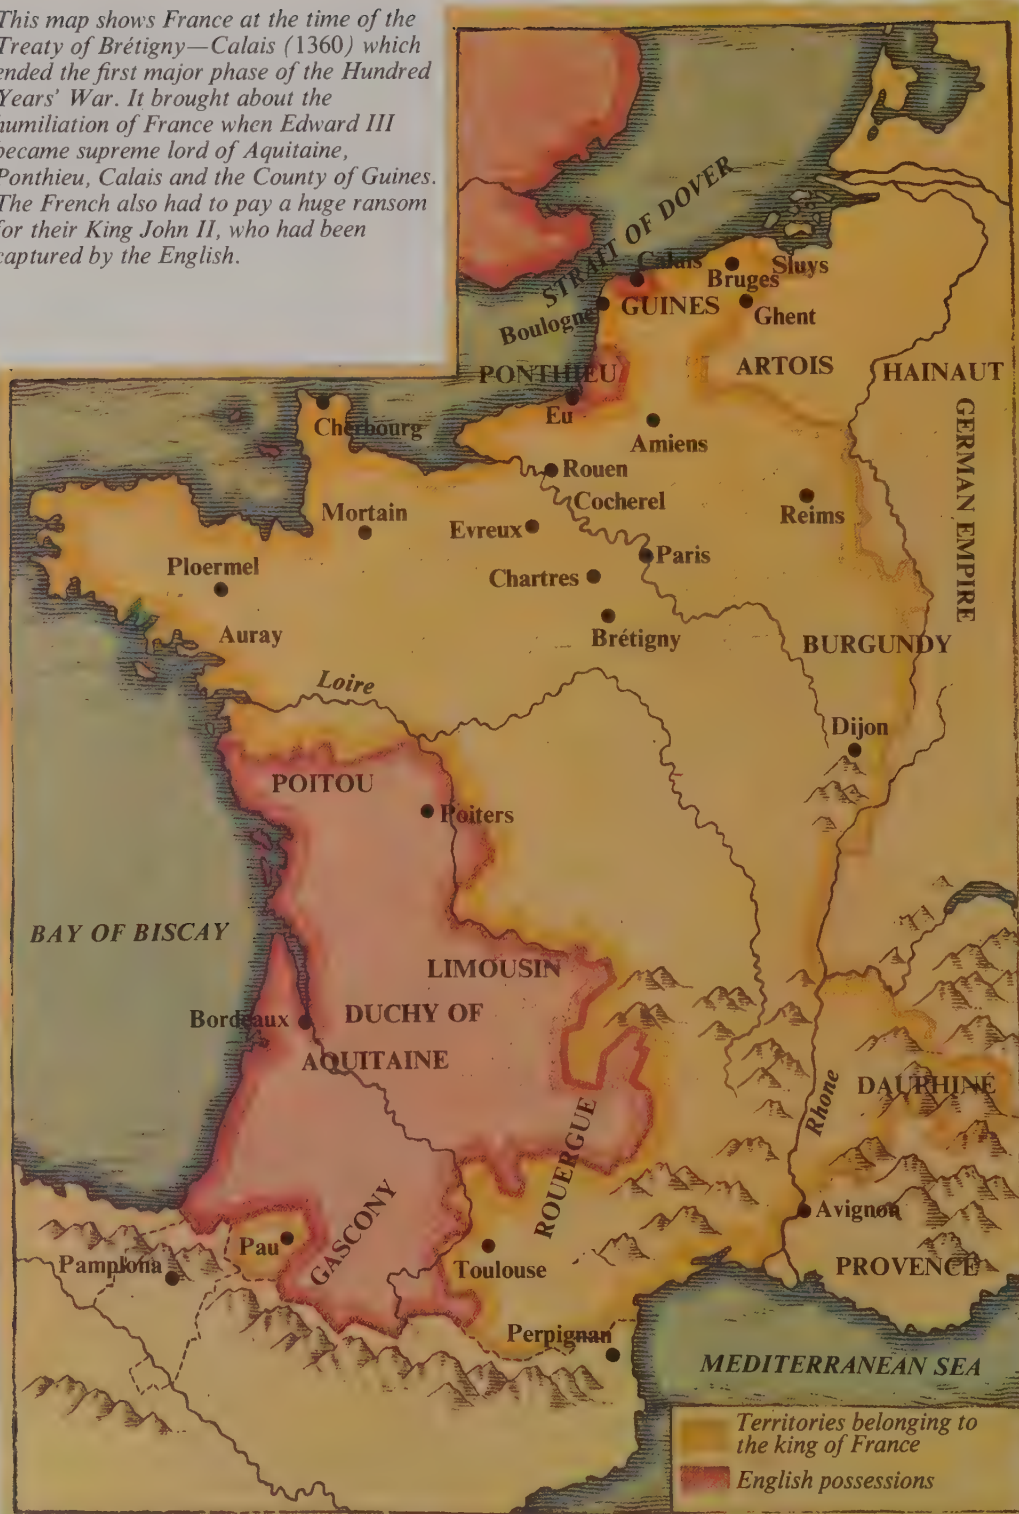 This map shows France at the time of the
Treaty of Brétigny—Calais (1360) which
ended the first major phase of the Hundred
Years' War. It brought about the
humiliation of France when Edward III
became supreme lord of Aquitaine,
Ponthieu, Calais and the County of Guines.
The French also had to pay a huge ransom
for their King John II, who had been
captured by the English.
STRAIT OF DOVER
Calais
Bruges
Sluys
Boulogne
GUINES
Ghent
PONTHIEU
ARTOIS
HAINAUT
Eu
Cherbourg
Amiens
GERMAN EMPIRE
Rouen
Cocherel
Reims
Mortain
Evreux
Paris
Ploermel
Chartres
Auray
Brétigny
BURGUNDY
Loire
Dijon
POITOU
Poiters
BAY OF BISCAY
LIMOUSIN
Bordeaux
DUCHY OF
AQUITAINE
DAUPHINÉ
Rhone
ROUERGUE
GASCONY
Avignon
Pau
Pamplona
Toulouse
PROVENCE
Perpignan
MEDITERRANEAN SEA
Territories belonging to
the king of France
English possessions